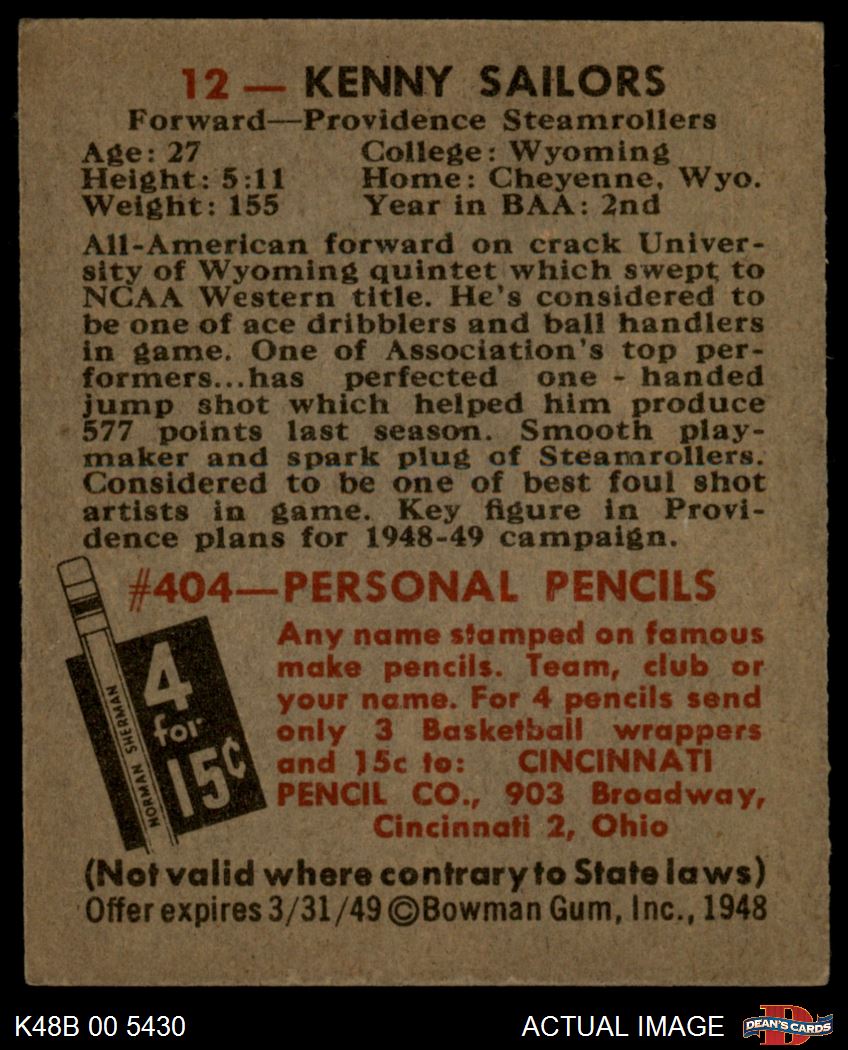 12 — KENNY SAILORS
Forward—Providence Steamrollers
Age: 27 College: Wyoming
Height: 5:11 Home: Cheyenne, Wyo.
Weight: 155 Year in BAA: 2nd
All-American forward on crack Univer-
sity of Wyoming quintet which swept to
NCAA Western title. He's considered to
be one of ace dribblers and ball handlers
in game. One of Association's top per-
formers...has perfected one - handed
jump shot which helped him produce
577 points last season. Smooth play-
maker and spark plug of Steamrollers.
Considered to be one of best foul shot
artists in game. Key figure in Provi-
dence plans for 1948-49 campaign.
#404—PERSONAL PENCILS
NORMAN SHERMAN
4
for
15¢
Any name stamped on famous
make pencils. Team, club or
your name. For 4 pencils send
only 3 Basketball wrappers
and 15c to: CINCINNATI
PENCIL CO., 903 Broadway,
Cincinnati 2, Ohio
(Not valid where contrary to State laws)
Offer expires 3/31/49 ©Bowman Gum, Inc., 1948
K48B 00 5430
ACTUAL IMAGE
D
DEAN'S CARDS